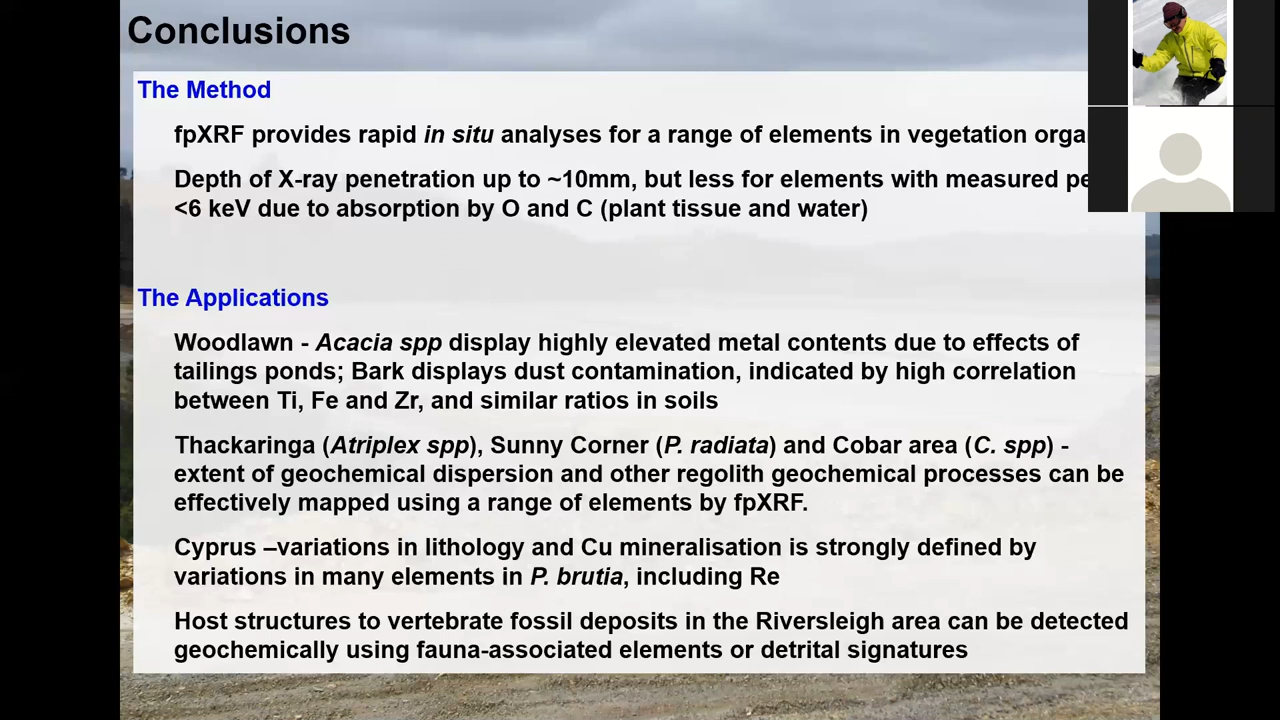 Conclusions
The Method
fpXRF provides rapid in situ analyses for a range of elements in vegetation
Depth of X-ray penetration up to ~10mm, but less for elements with measured
<6 keV due to absorption by O and C (plant tissue and water)
The Applications
Woodlawn - Acacia spp display highly elevated metal contents due to effects of
tailings ponds; Bark displays dust contamination, indicated by high correlation
between Ti, Fe and Zr, and similar ratios in soils
Thackaringa (Atriplex spp), Sunny Corner (P. radiata) and Cobar area (C. spp) -
extent of geochemical dispersion and other regolith geochemical processes can be
effectively mapped using a range of elements by fpXRF.
Cyprus –variations in lithology and Cu mineralisation is strongly defined by
variations in many elements in P. brutia, including Re
Host structures to vertebrate fossil deposits in the Riversleigh area can be detected
geochemically using fauna-associated elements or detrital signatures